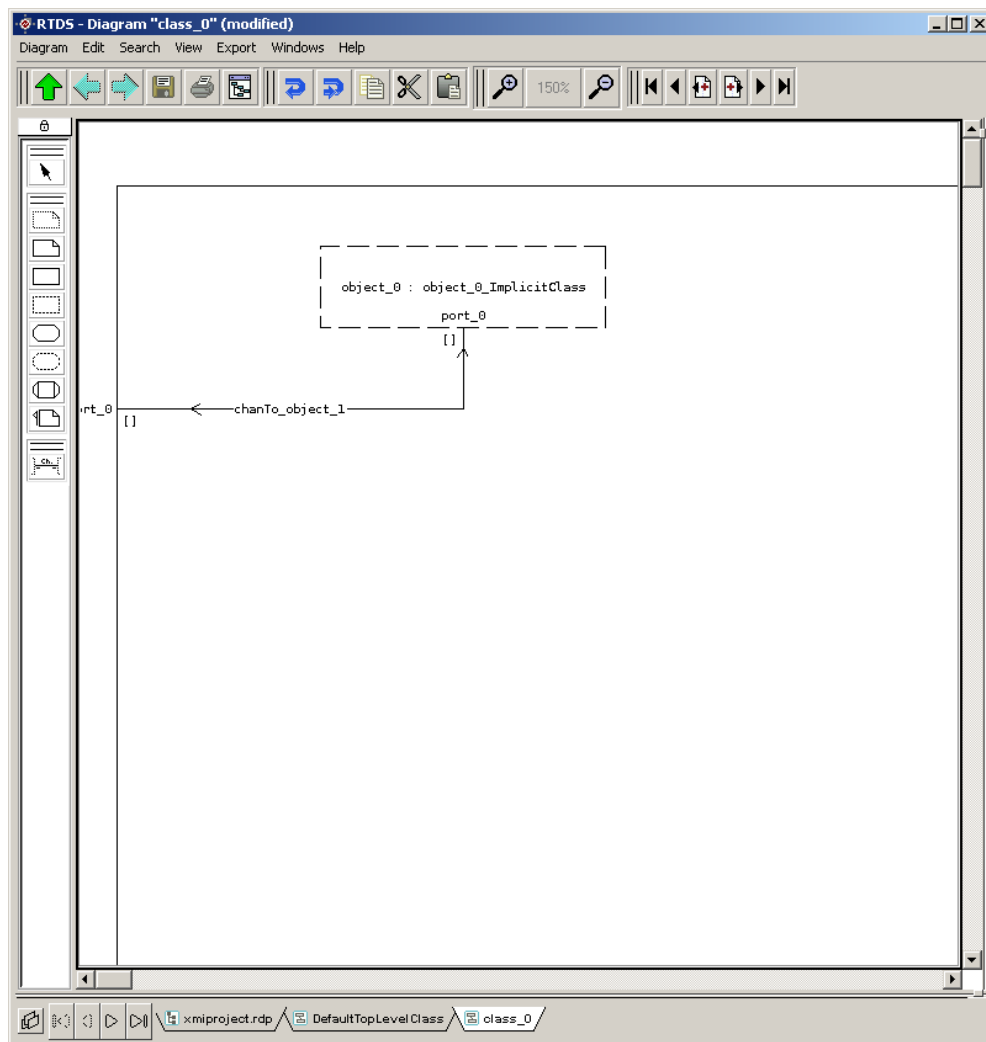 RTDS - Diagram "class_0" (modified)
Diagram Edit Search View Export Windows Help
150%
object_0 : object_0_ImplicitClass
port_0
[]
rt_0
chanTo_object_1
[]
Ch.
xmiproject.rdp DefaultTopLevelClass class_0